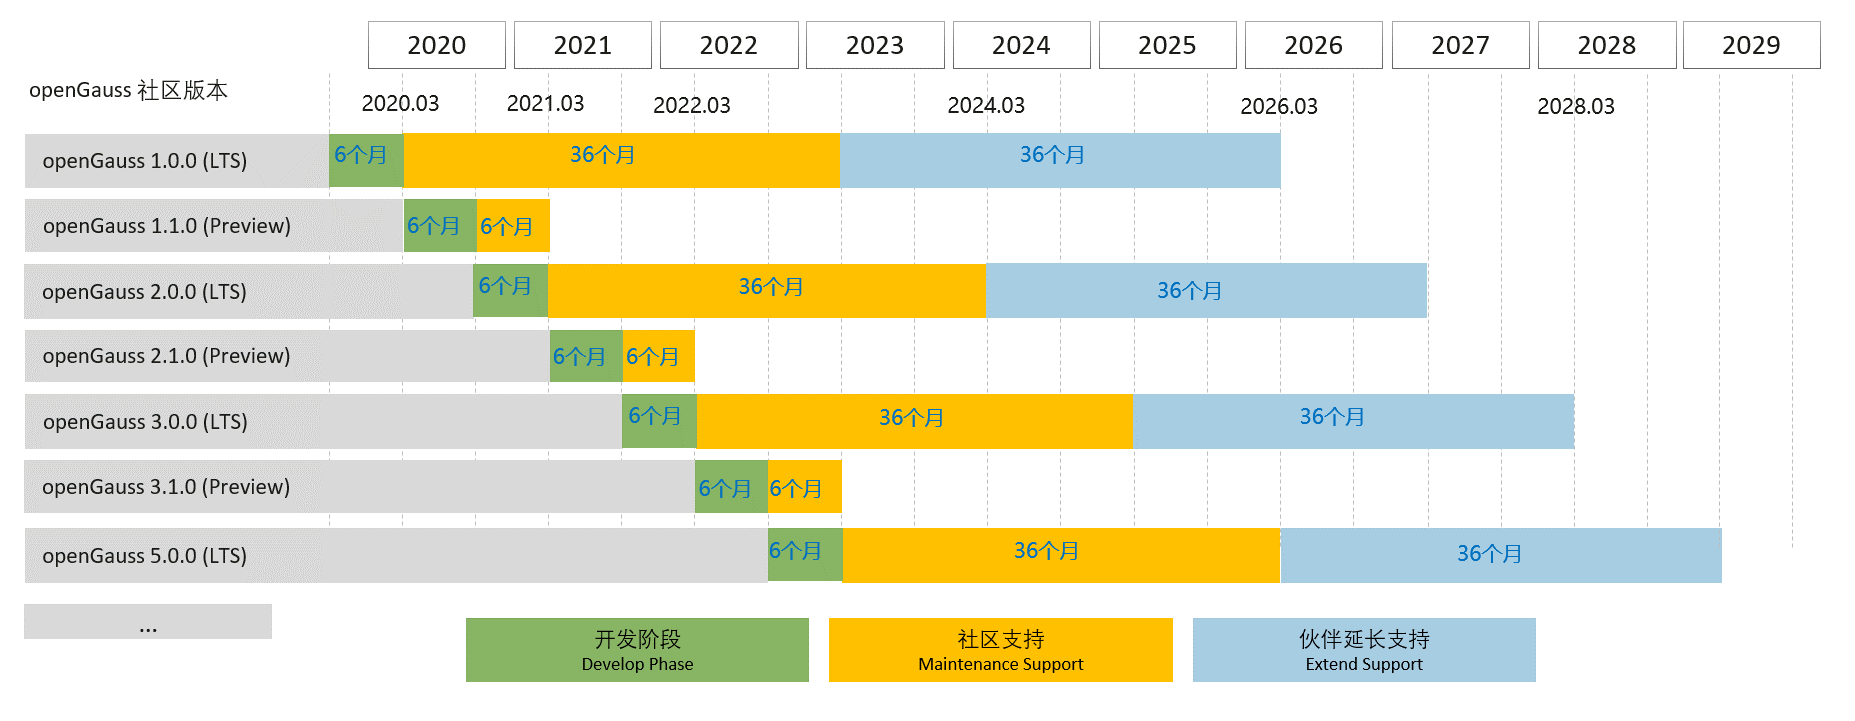 2020 2021 2022 2023 2024 2025 2026 2027 2028 2029
openGauss 社区版本
2020.03 2021.03 2022.03 2024.03 2026.03 2028.03
openGauss 1.0.0 (LTS) 6个月 36个月 36个月
openGauss 1.1.0 (Preview) 6个月 6个月
openGauss 2.0.0 (LTS) 6个月 36个月 36个月
openGauss 2.1.0 (Preview) 6个月 6个月
openGauss 3.0.0 (LTS) 6个月 36个月 36个月
openGauss 3.1.0 (Preview) 6个月 6个月
openGauss 5.0.0 (LTS) 6个月 36个月 36个月
...
开发阶段
Develop Phase
社区支持
Maintenance Support
伙伴延长支持
Extend Support